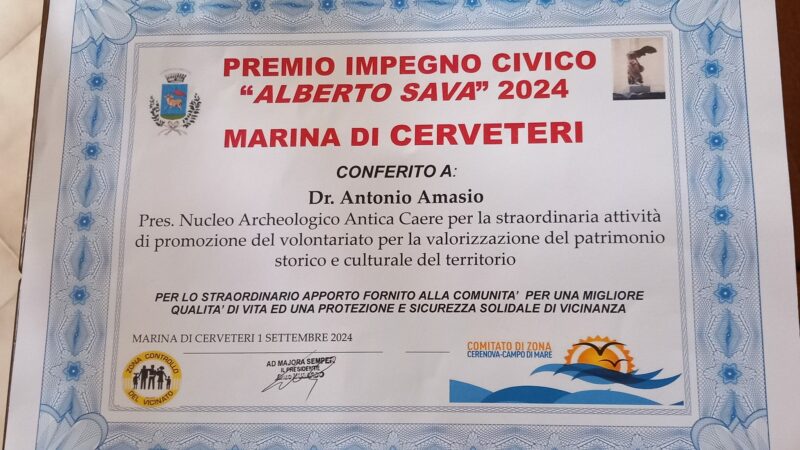 PREMIO IMPEGNO CIVICO
“ALBERTO SAVA” 2024
MARINA DI CERVETERI
CONFERITO A:
Dr. Antonio Amasio
Pres. Nucleo Archeologico Antica Caere per la straordinaria attività
di promozione del volontariato per la valorizzazione del patrimonio
storico e culturale del territorio
PER LO STRAORDINARIO APPORTO FORNITO ALLA COMUNITA’ PER UNA MIGLIORE
QUALITA’ DI VITA ED UNA PROTEZIONE E SICUREZZA SOLIDALE DI VICINANZA
MARINA DI CERVETERI 1 SETTEMBRE 2024
ZONA CONTROLLO
DEL VICINATO
AD MAJORA SEMPER
IL PRESIDENTE
COMITATO DI ZONA
CERENOVA-CAMPO DI MARE